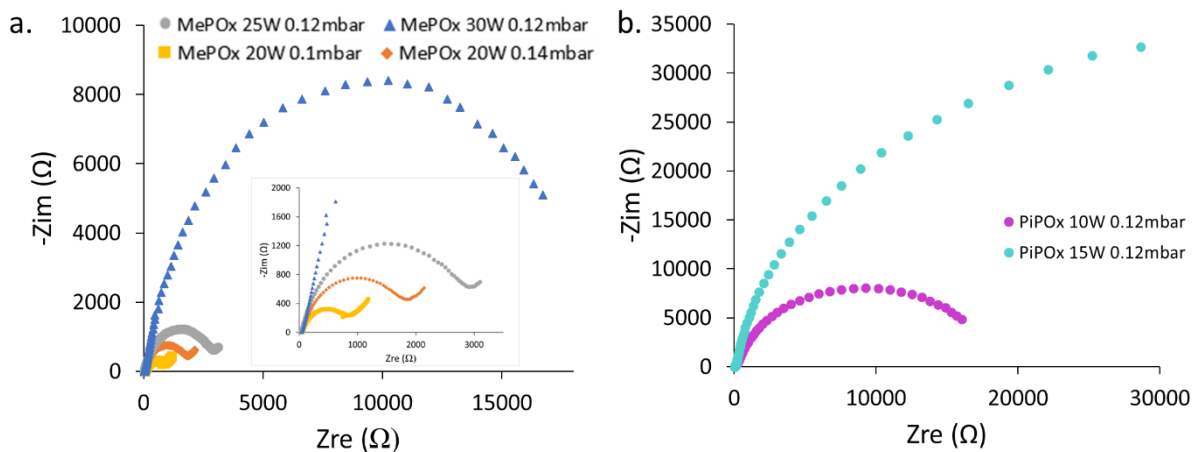 a.
MePOx 25W 0.12mbar
MePOx 30W 0.12mbar
MePOx 20W 0.1mbar
MePOx 20W 0.14mbar
10000
8000
6000
4000
2000
0
-Zim (Ω)
0
5000
10000
15000
Zre (Ω)
2000
1600
1200
800
400
0
-Zim (Ω)
0
1000
2000
3000
Zre (Ω)
b.
35000
30000
25000
20000
15000
10000
5000
0
-Zim (Ω)
PiPOx 10W 0.12mbar
PiPOx 15W 0.12mbar
0
10000
20000
30000
Zre (Ω)